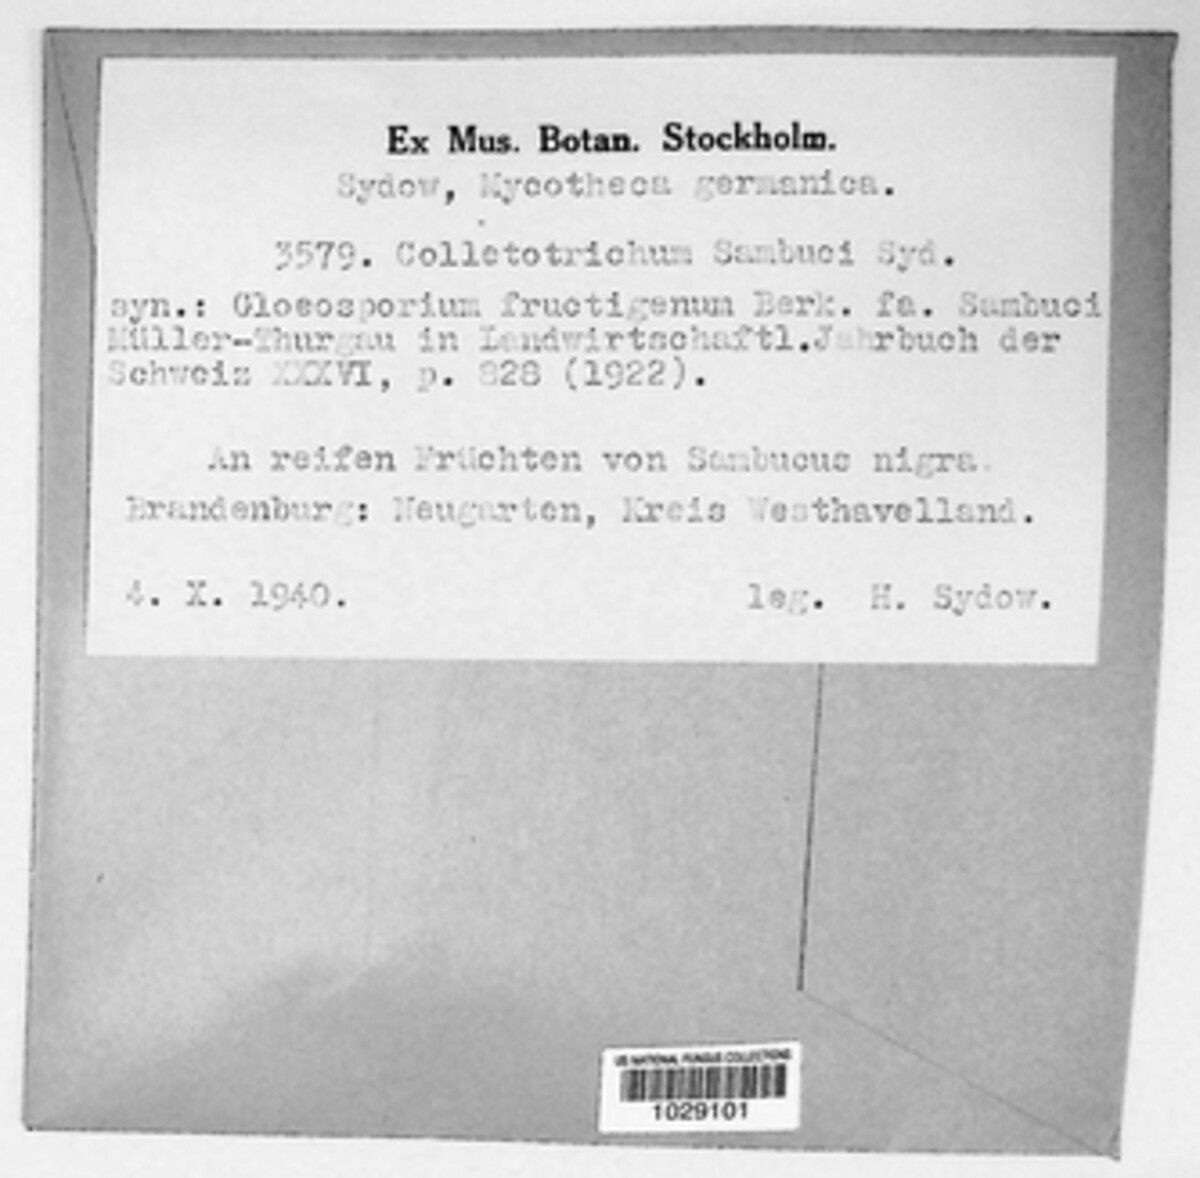 Ex Mus. Botan. Stockholm.
Sydow, Mycotheca germanica.
3579. Colletotrichum Sambuci Syd.
syn.: Gloeosporium fructigenum Berk. fa. Sambuci
Müller-Thurgau in Landwirtschaftl.Jahrbuch der
Schweiz XXXVI, p. 828 (1922).
An reifen Früchten von Sambucus nigra.
Brandenburg: Neugarten, Kreis Westhavelland.
4. X. 1940. leg. H. Sydow.
US NATIONAL FUNGUS COLLECTIONS
1029101